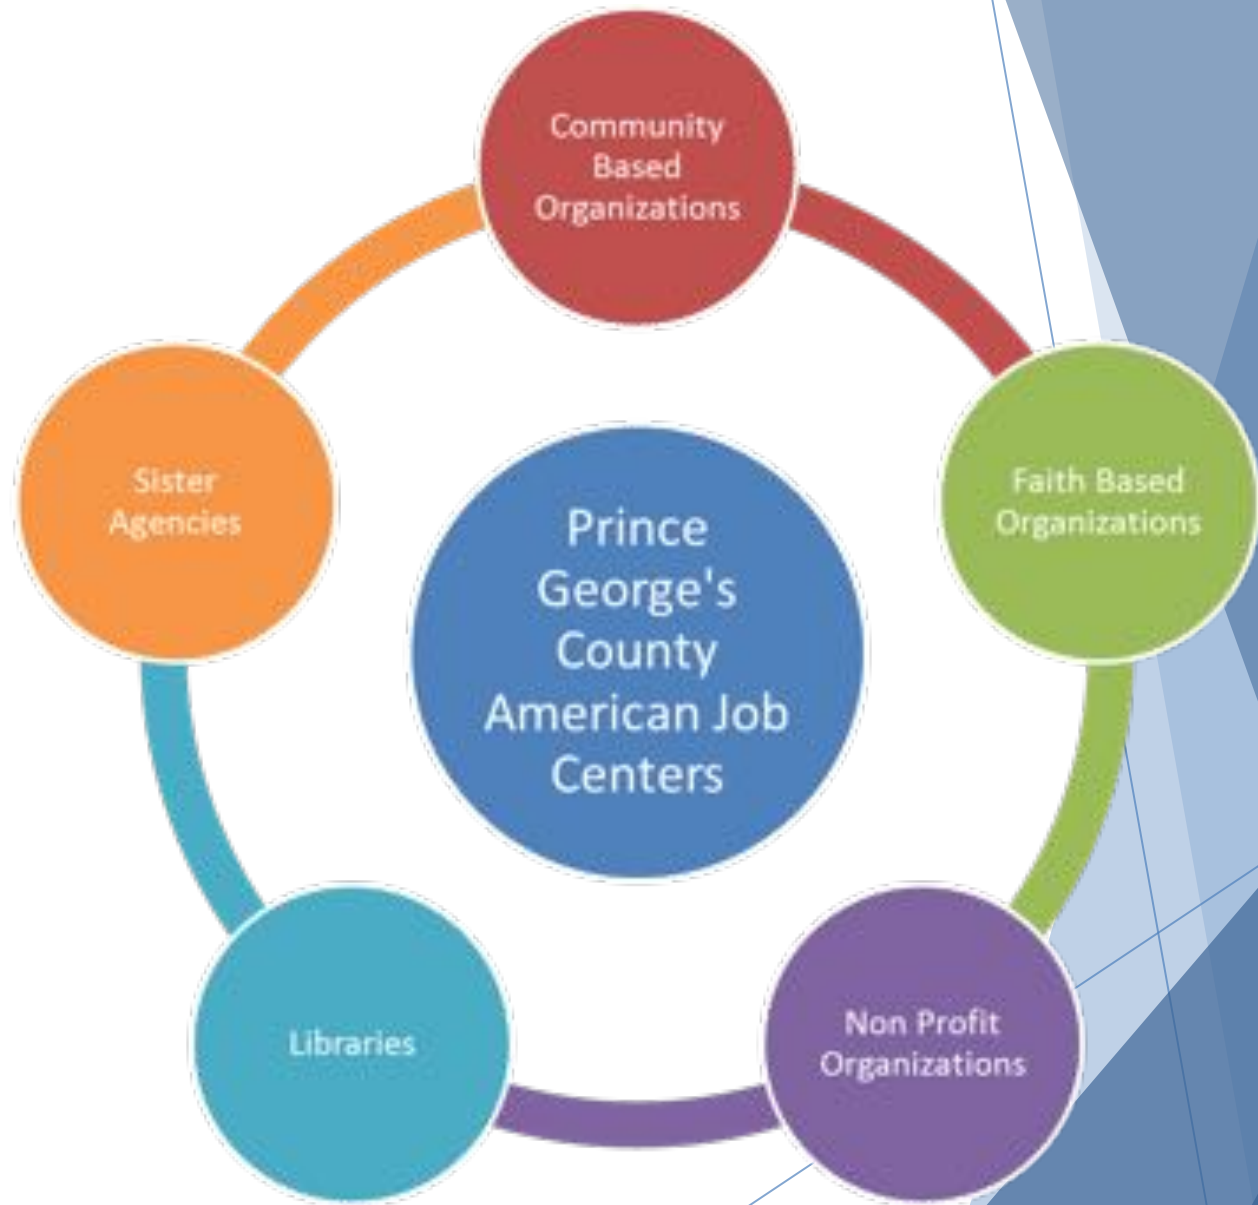 Community
Based
Organizations
Sister
Agencies
Faith Based
Organizations
Prince
George's
County
American Job
Centers
Libraries
Non Profit
Organizations